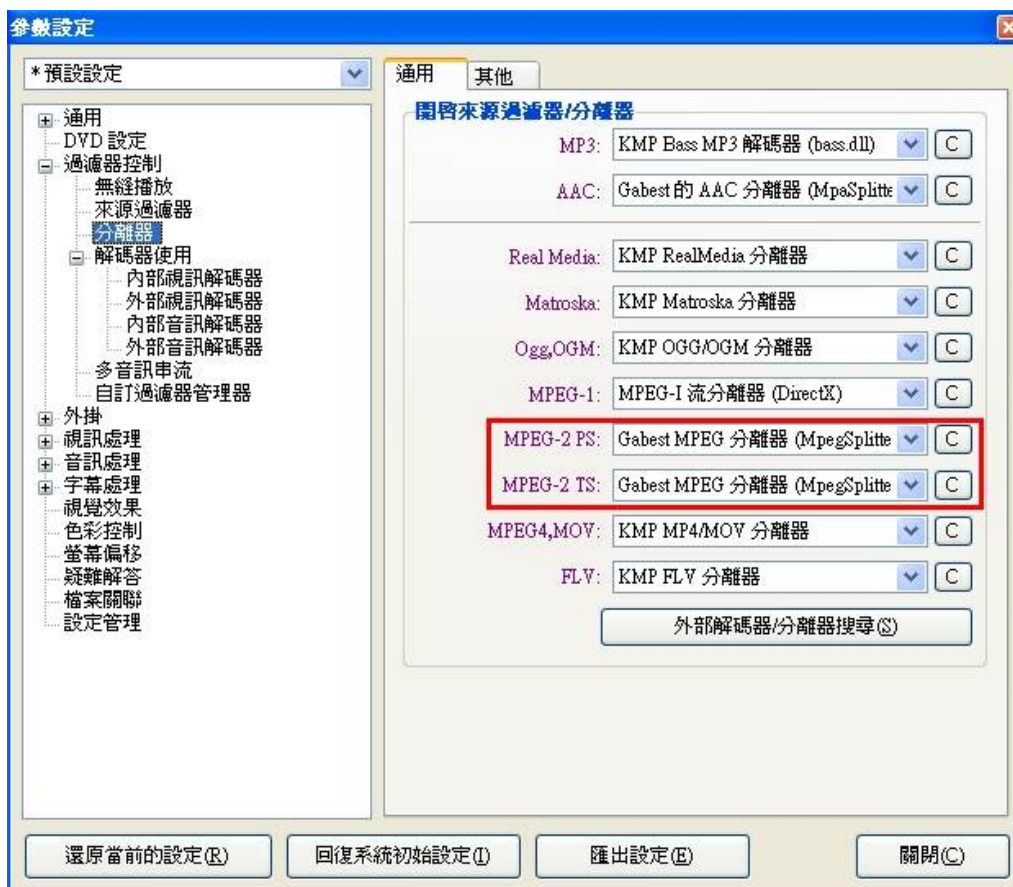 參數設定
*預設設定
通用
DVD 設定
過濾器控制
無縫播放
來源過濾器
分離器
解碼器使用
內部視訊解碼器
外部視訊解碼器
內部音訊解碼器
外部音訊解碼器
多音訊串流
自訂過濾器管理器
外掛
視訊處理
音訊處理
字幕處理
視覺效果
色彩控制
螢幕偏移
疑難解答
檔案關聯
設定管理
通用
其他
開啓來源過濾器/分離器
MP3: KMP Bass MP3 解碼器 (bass.dll) C
AAC: Gabest 的 AAC 分離器 (MpaSplitte C
Real Media: KMP RealMedia 分離器 C
Matroska: KMP Matroska 分離器 C
Ogg,OGM: KMP OGG/OGM 分離器 C
MPEG-1: MPEG-I 流分離器 (DirectX) C
MPEG-2 PS: Gabest MPEG 分離器 (MpegSplitte C
MPEG-2 TS: Gabest MPEG 分離器 (MpegSplitte C
MPEG4,MOV: KMP MP4/MOV 分離器 C
FLV: KMP FLV 分離器 C
外部解碼器/分離器搜尋(S)
還原當前的設定(R)
回復系統初始設定(I)
匯出設定(E)
關閉(C)